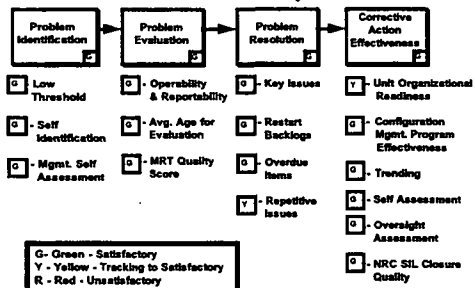 Problem
Identification
G
Problem
Evaluation
G
Problem
Resolution
G
Corrective
Action
Effectiveness
G
G - Low
Threshold
G - Self
Identification
G - Mgmt. Self
Assessment
G - Operability
& Reportability
G - Avg. Age for
Evaluation
G - MRT Quality
Score
G - Key Issues
G - Restart
Backlogs
G - Overdue
Items
Y - Repetitive
Issues
Y - Unit Organizational
Readiness
G - Configuration
Mgmt. Program
Effectiveness
G - Trending
G - Self Assessment
G - Oversight
Assessment
G - NRC SIL Closure
Quality
G- Green - Satisfactory
Y - Yellow - Tracking to Satisfactory
R - Red - Unsatisfactory